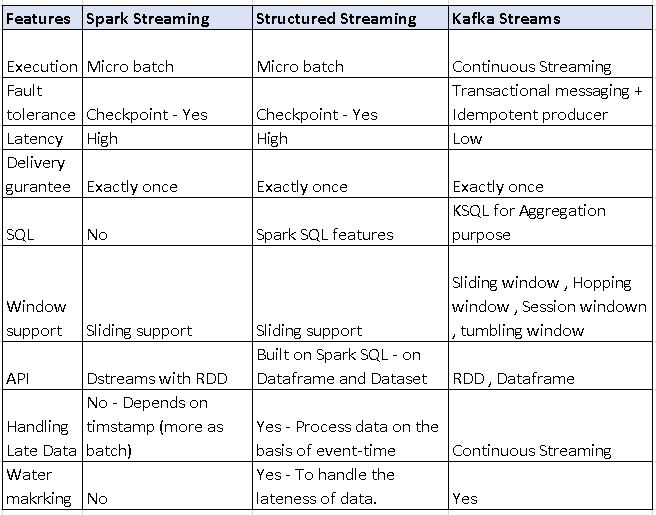 Features Spark Streaming Structured Streaming Kafka Streams
Execution Micro batch Micro batch Continuous Streaming
Fault Transactional messaging +
tolerance Checkpoint - Yes Checkpoint - Yes Idempotent producer
Latency High High Low
Delivery
gurantee Exactly once Exactly once Exactly once
KSQL for Aggregation
SQL No Spark SQL features purpose
Sliding window , Hopping
Window window , Session windown
support Sliding support Sliding support , tumbling window
Built on Spark SQL - on
API Dstreams with RDD Dataframe and Dataset RDD , Dataframe
No - Depends on
Handling timstamp (more as Yes - Process data on the
Late Data batch) basis of event-time Continuous Streaming
Water Yes - To handle the
makrking No lateness of data. Yes